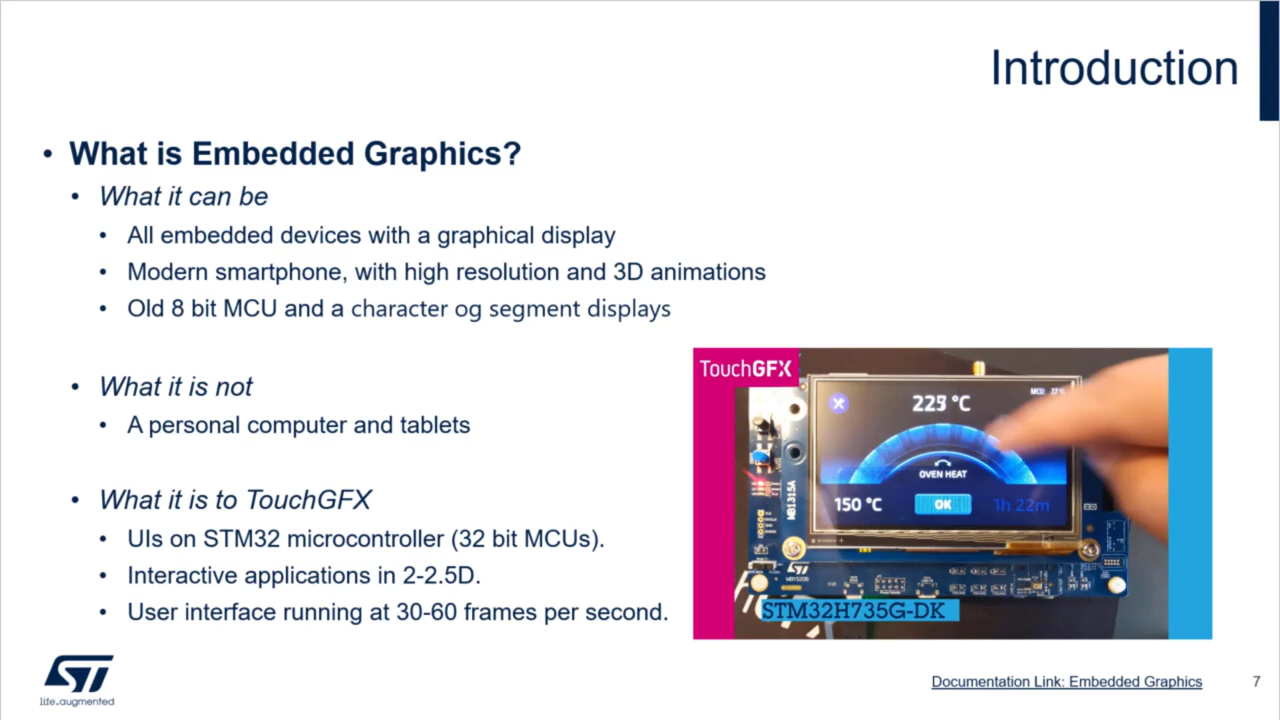 Introduction
• What is Embedded Graphics?
• What it can be
• All embedded devices with a graphical display
• Modern smartphone, with high resolution and 3D animations
• Old 8 bit MCU and a character og segment displays
• What it is not
• A personal computer and tablets
• What it is to TouchGFX
• UIs on STM32 microcontroller (32 bit MCUs).
• Interactive applications in 2-2.5D.
• User interface running at 30-60 frames per second.
TouchGFX
°C
OVEN HEAT
150 °C
OK
1h 22m
MB1315A
STM32H735G-DK
ST
life.augmented
Documentation Link: Embedded Graphics
7